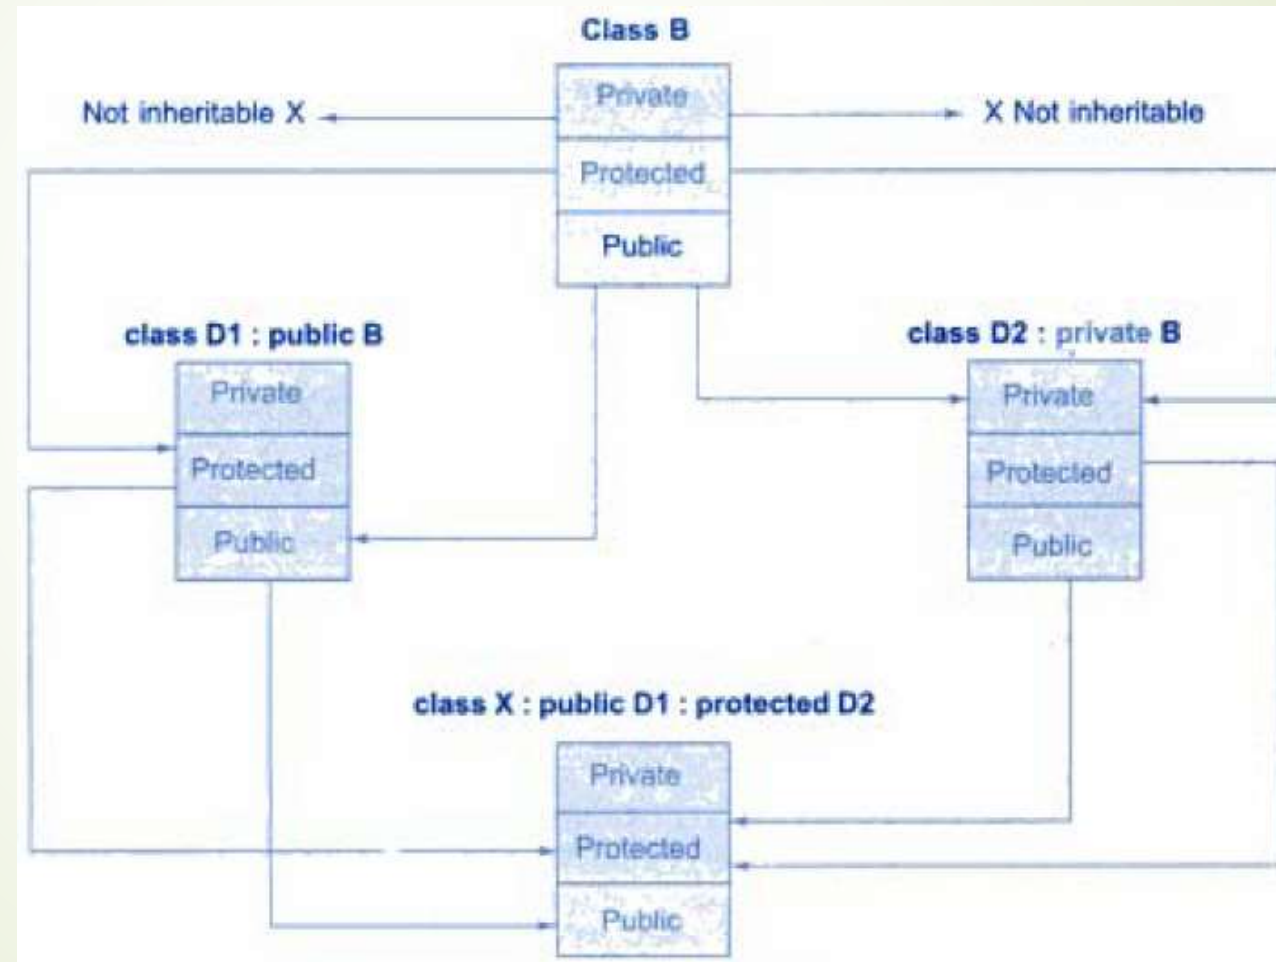 Class B
Private
Not inheritable X
X Not inheritable
Protected
Public
class D1 : public B
Private
Protected
Public
class D2 : private B
Private
Protected
Public
class X : public D1 : protected D2
Private
Protected
Public